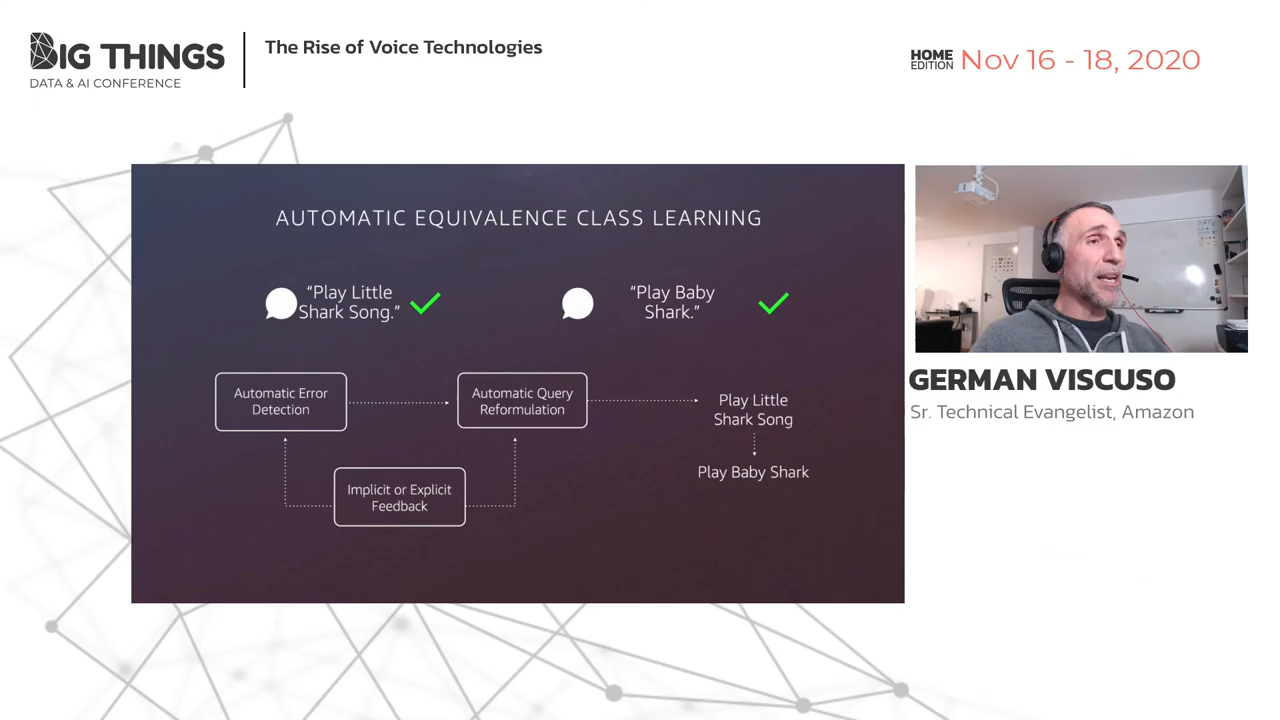 BIG THINGS
DATA & AI CONFERENCE
The Rise of Voice Technologies
HOME
EDITION
Nov 16 - 18, 2020
AUTOMATIC EQUIVALENCE CLASS LEARNING
“Play Little
Shark Song.”
“Play Baby
Shark.”
Automatic Error
Detection
Automatic Query
Reformulation
Play Little
Shark Song
Play Baby Shark
Implicit or Explicit
Feedback
GERMAN VISCUSO
Sr. Technical Evangelist, Amazon